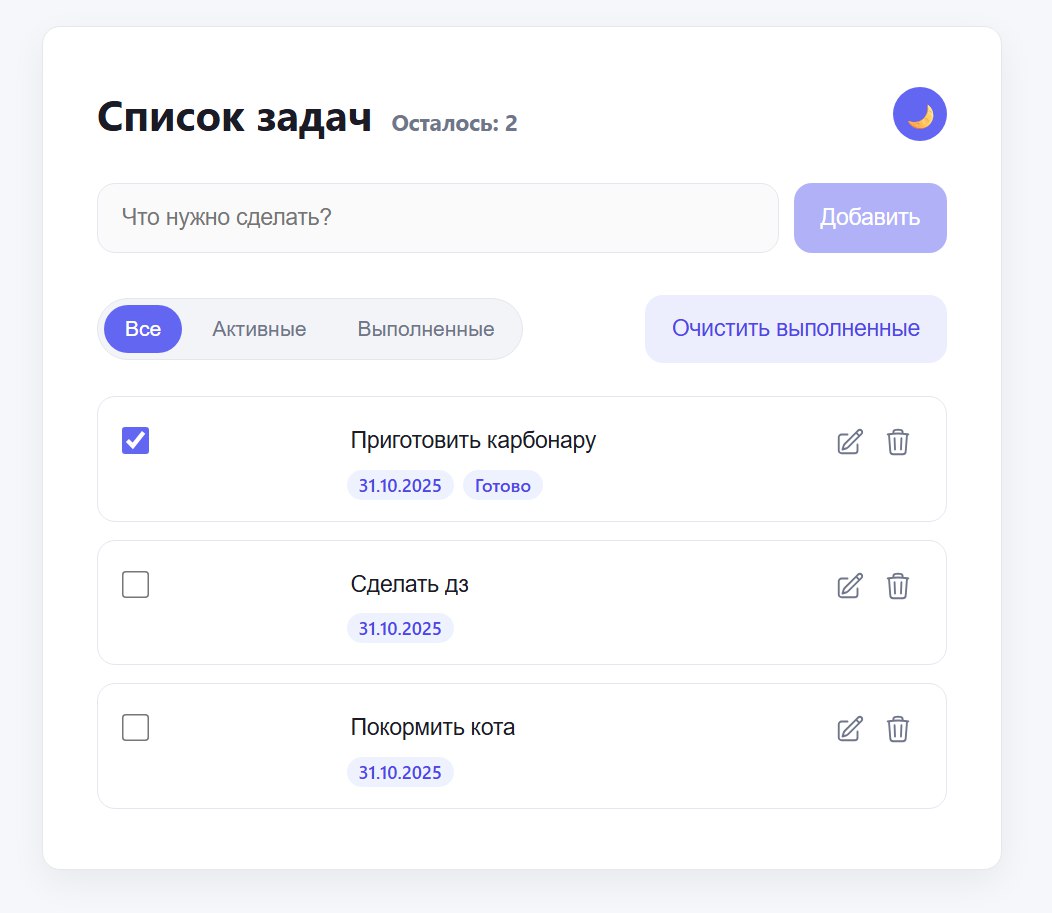 Список задач Осталось: 2
Что нужно сделать? Добавить
Все Активные Выполненные Очистить выполненные
Приготовить карбонару
31.10.2025 Готово
Сделать дз
31.10.2025
Покормить кота
31.10.2025